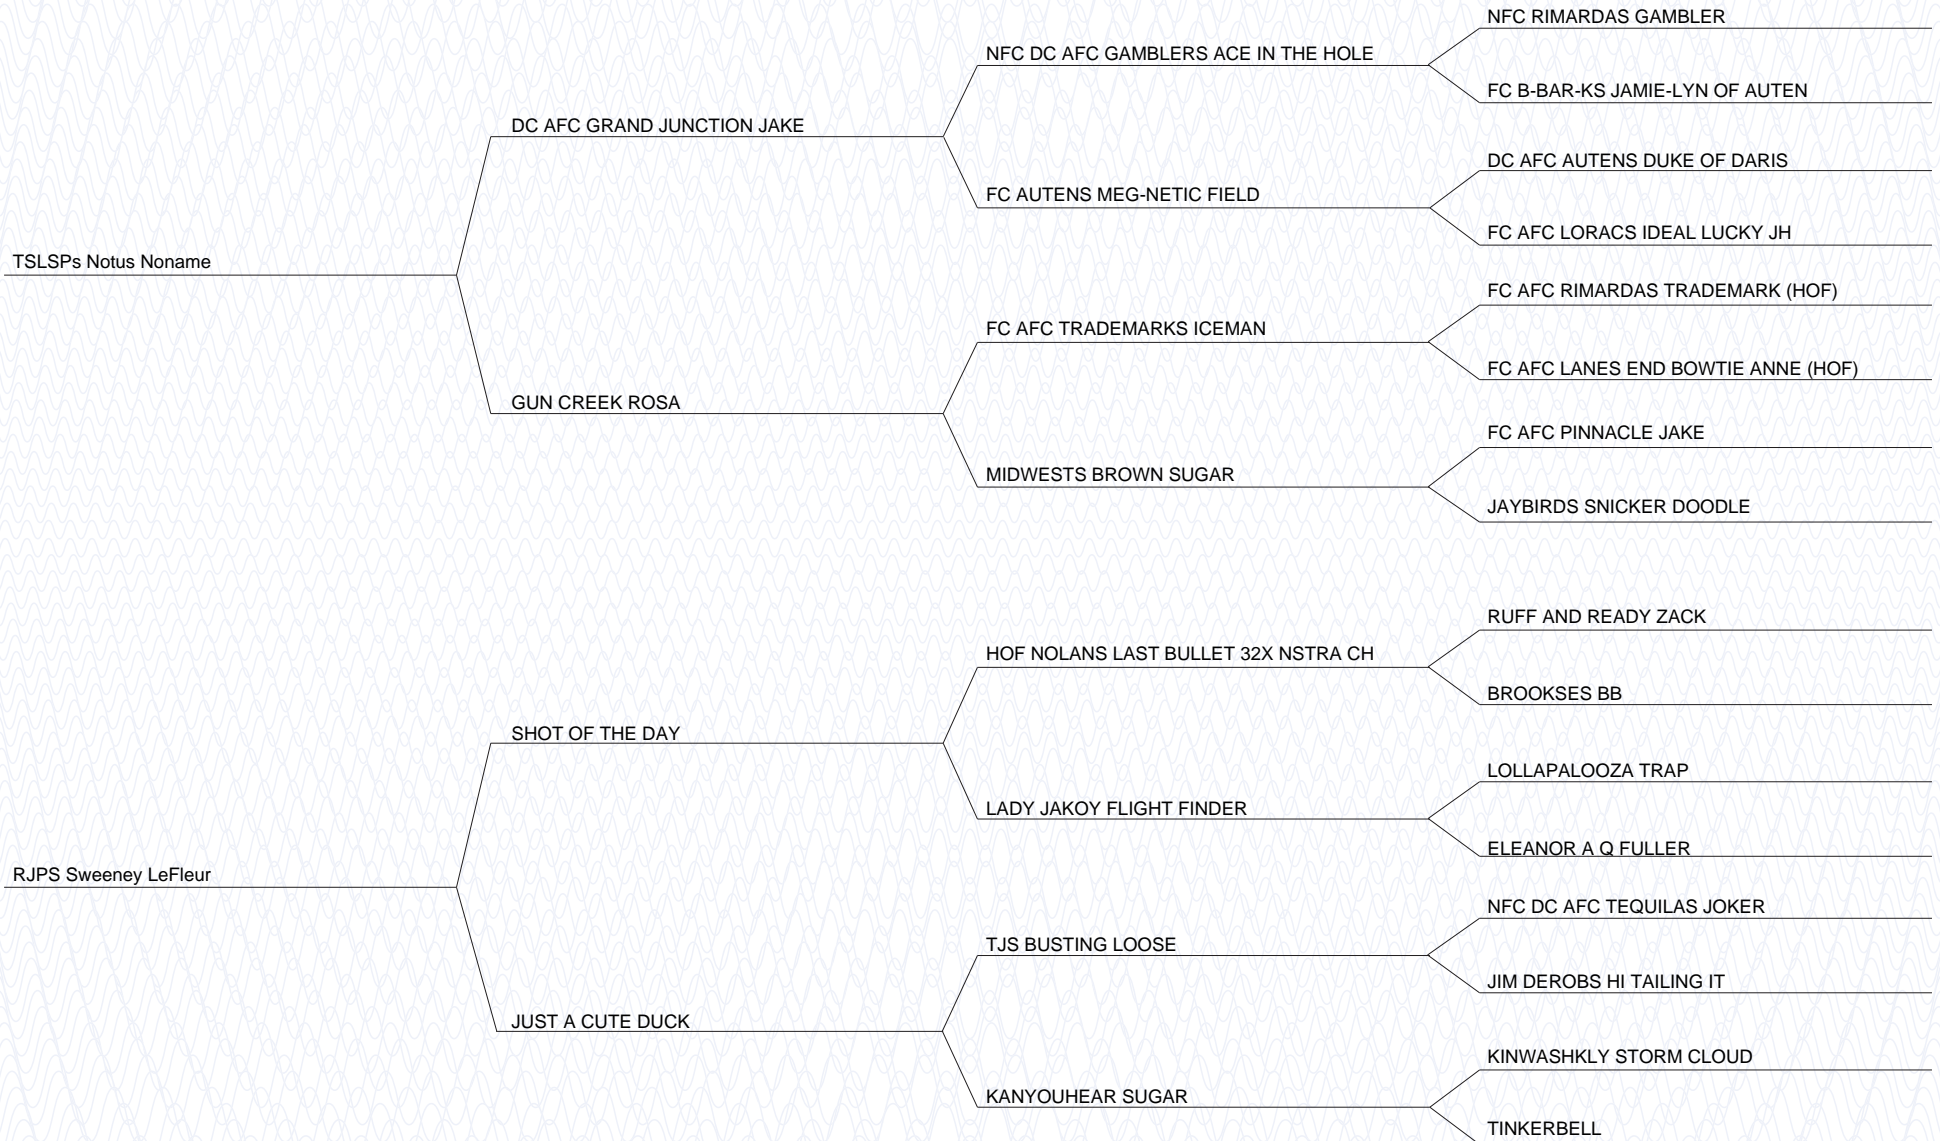 NFC RIMARDAS GAMBLER
NFC DC AFC GAMBLERS ACE IN THE HOLE
FC B-BAR-KS JAMIE-LYN OF AUTEN
DC AFC GRAND JUNCTION JAKE
DC AFC AUTENS DUKE OF DARIS
FC AUTENS MEG-NETIC FIELD
FC AFC LORACS IDEAL LUCKY JH
TSLSPs Notus Noname
FC AFC RIMARDAS TRADEMARK (HOF)
FC AFC TRADEMARKS ICEMAN
FC AFC LANES END BOWTIE ANNE (HOF)
GUN CREEK ROSA
FC AFC PINNACLE JAKE
MIDWESTS BROWN SUGAR
JAYBIRDS SNICKER DOODLE
RUFF AND READY ZACK
HOF NOLANS LAST BULLET 32X NSTRA CH
BROOKSES BB
SHOT OF THE DAY
LOLLAPALOOZA TRAP
LADY JAKOY FLIGHT FINDER
ELEANOR A Q FULLER
RJPS Sweeney LeFleur
NFC DC AFC TEQUILAS JOKER
TJS BUSTING LOOSE
JIM DEROBS HI TAILING IT
JUST A CUTE DUCK
KINWASHKLY STORM CLOUD
KANYOUHEAR SUGAR
TINKERBELL